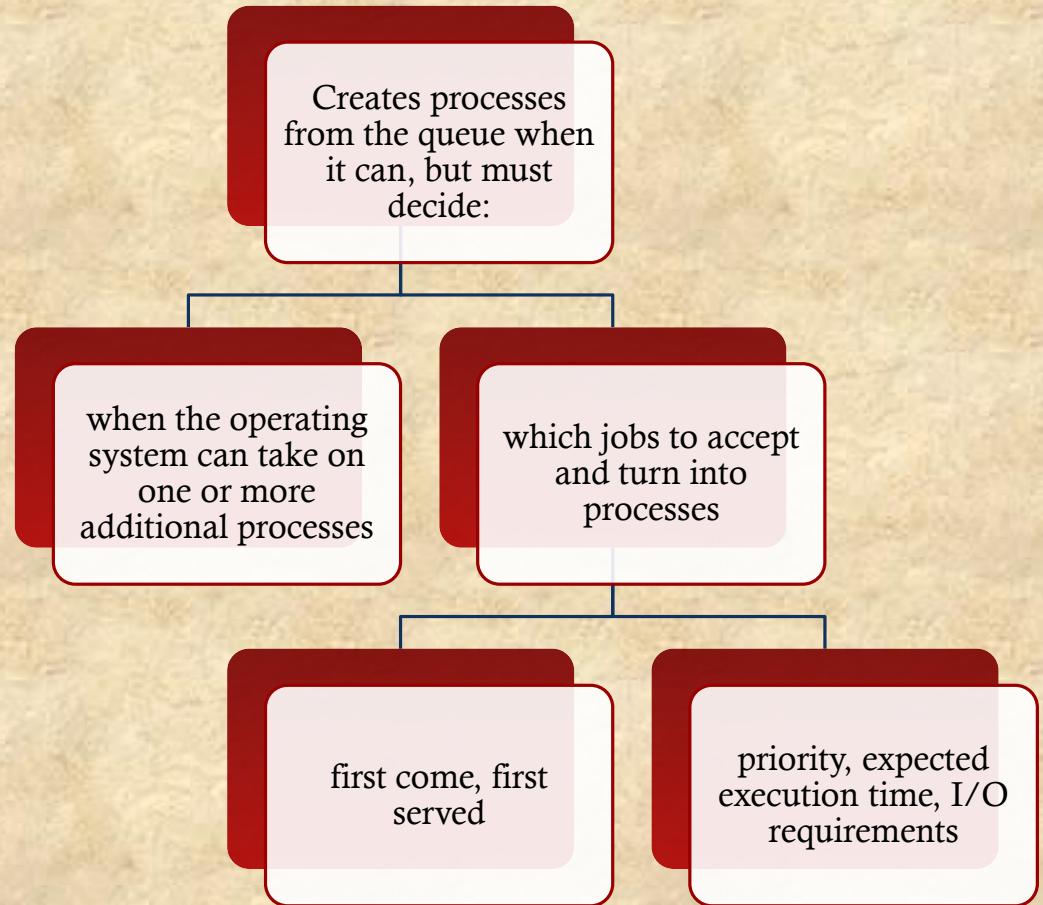 Creates processes
from the queue when
it can, but must
decide:
when the operating
system can take on
one or more
additional processes
which jobs to accept
and turn into
processes
first come, first
served
priority, expected
execution time, I/O
requirements